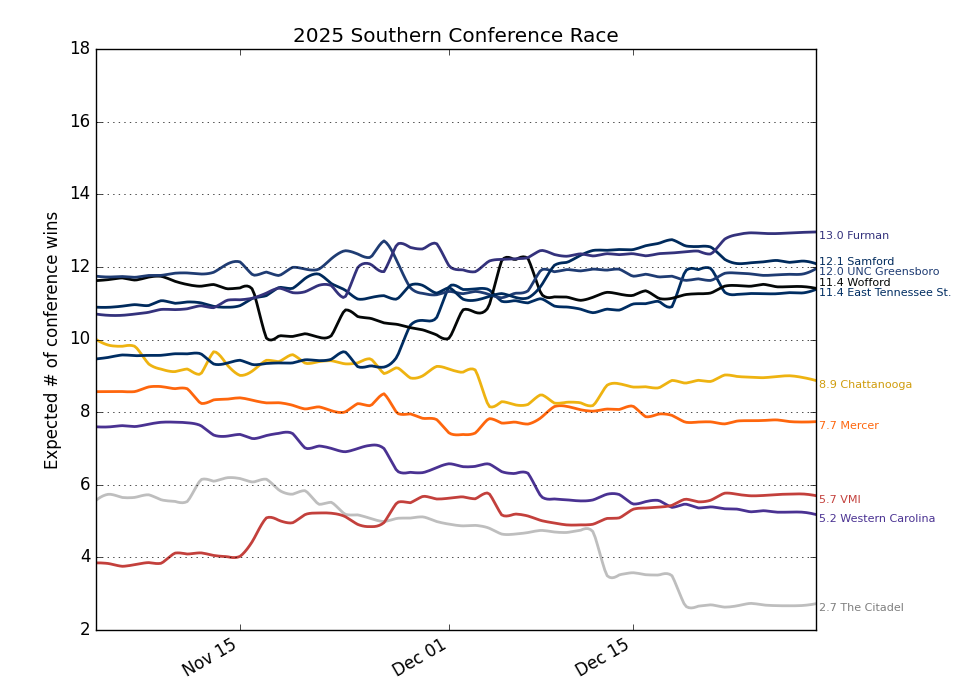 2025 Southern Conference Race
Expected # of conference wins
18
16
14
12
10
8
6
4
2
Nov 15
Dec 01
Dec 15
13.0 Furman
12.1 Samford
12.0 UNC Greensboro
11.4 Wofford
11.4 East Tennessee St.
8.9 Chattanooga
7.7 Mercer
5.7 VMI
5.2 Western Carolina
2.7 The Citadel